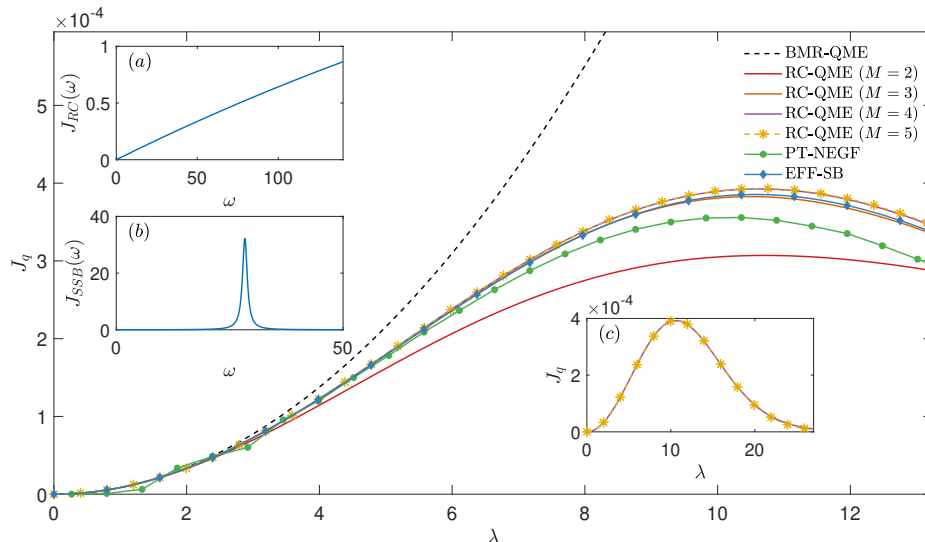 ×10⁻⁴
(a)
J_RC(ω)
1
0.5
0
0 50 100
ω
(b)
J_SSB(ω)
40
20
0
0 50
ω
BMR-QME
RC-QME (M = 2)
RC-QME (M = 3)
RC-QME (M = 4)
RC-QME (M = 5)
PT-NEGF
EFF-SB
×10⁻⁴
(c)
J_q
4
2
0
0 10 20
λ
J_q
5
4
3
2
1
0
0 2 4 6 8 10 12
λ